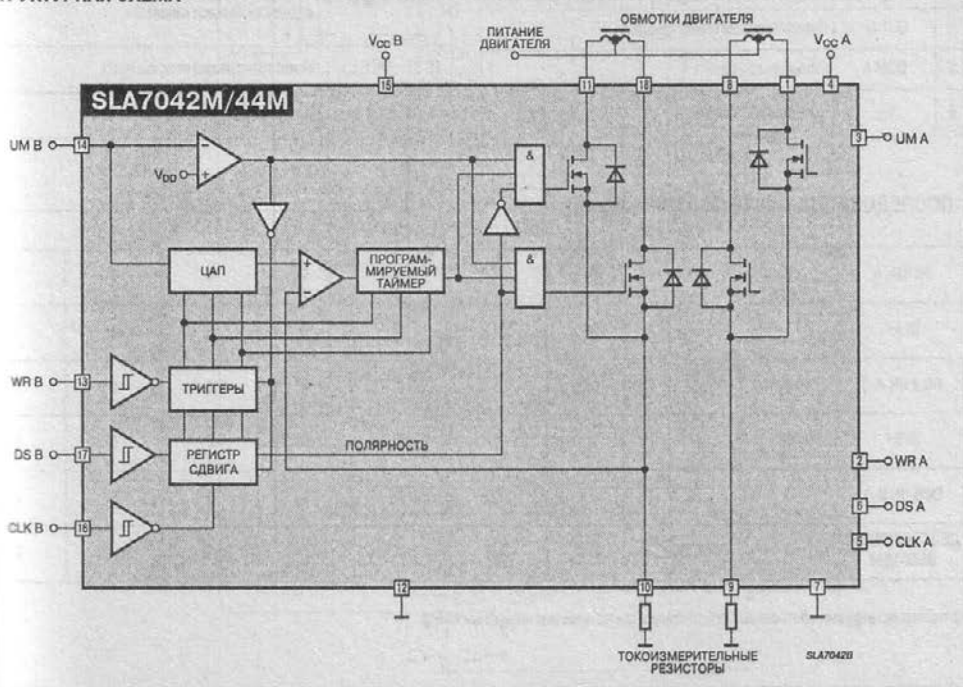 ОБМОТКИ ДВИГАТЕЛЯ
ПИТАНИЕ
ДВИГАТЕЛЯ
VCC B
VCC A
15
11
18
8
1
4
SLA7042M/44M
UM B
14
3
UM A
VDD
&
ЦАП
ПРОГРАМ-
МИРУЕМЫЙ
ТАЙМЕР
&
WR B
13
ТРИГГЕРЫ
DS B
17
РЕГИСТР
СДВИГА
ПОЛЯРНОСТЬ
2
WR A
6
DS A
CLK B
16
5
CLK A
12
10
9
7
ТОКОИЗМЕРИТЕЛЬНЫЕ
РЕЗИСТОРЫ
SLA7042B